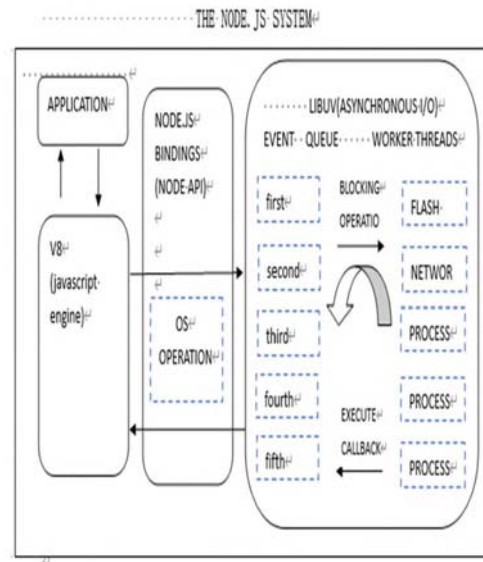 THE NODE.JS SYSTEM
APPLICATION
V8
(javascript
engine)
NODE.JS
BINDINGS
(NODE API)
OS
OPERATION
LIBUV(ASYNCHRONOUS I/O)
EVENT QUEUE WORKER THREADS
first
second
third
fourth
fifth
BLOCKING
OPERATIO
EXECUTE
CALLBACK
FLASH
NETWOR
PROCESS
PROCESS
PROCESS